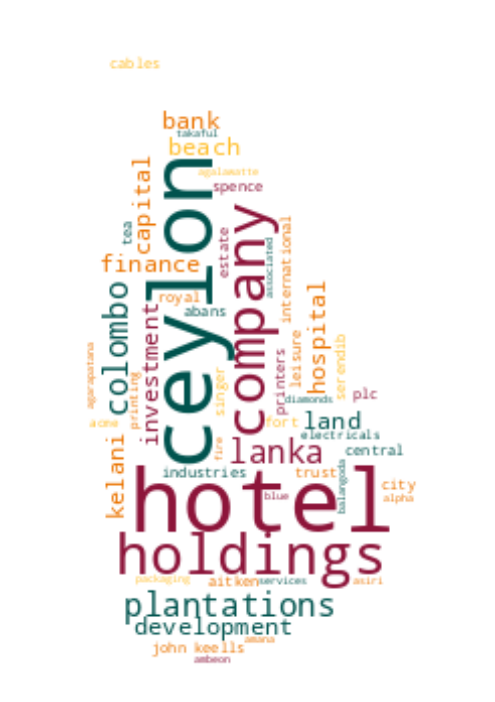 cables
bank
takaful
beach
agalawatte
spence
ceylon
capital
tea
company
estate
associated
international
finance
royal
abans
colombo
investment
hospital
leisure
serendib
printers
singer
agarapatana
printing
diamonds
plc
acme
fort
land
electricals
fire
lanka
central
kelani
industries
trust
balangoda
city
alpha
blue
hotel
holdings
packaging
aitken
services
asiri
plantations
development
amana
john keells
ambeon